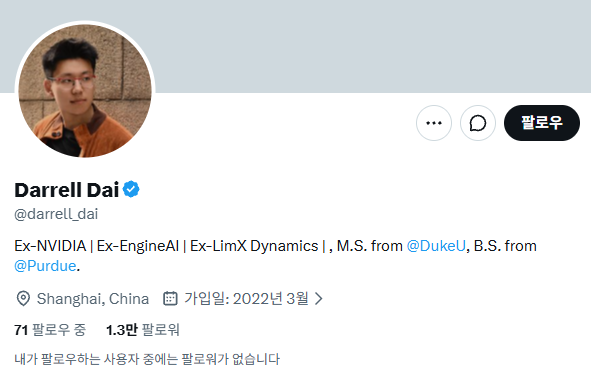 팔로우
Darrell Dai
@darrell_dai
Ex-NVIDIA | Ex-EngineAI | Ex-LimX Dynamics | , M.S. from @DukeU, B.S. from
@Purdue.
Shanghai, China 가입일: 2022년 3월
71 팔로우 중 1.3만 팔로워
내가 팔로우하는 사용자 중에는 팔로워가 없습니다